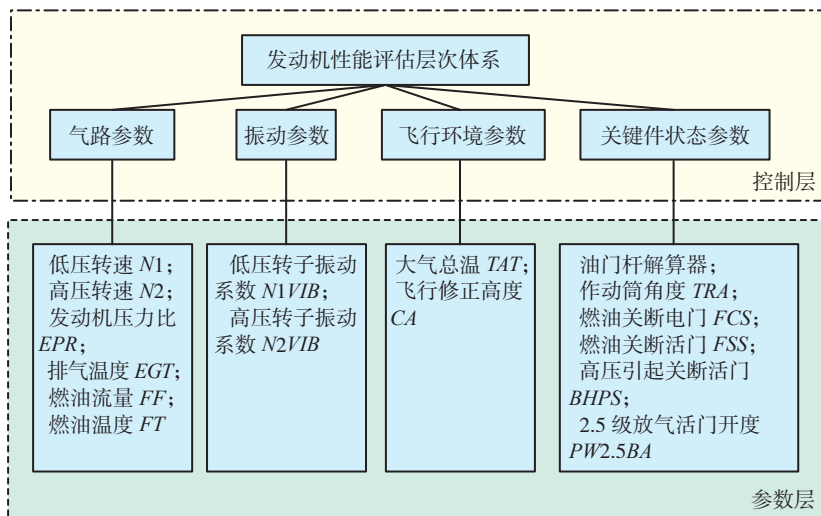 发动机性能评估层次体系
气路参数
振动参数
飞行环境参数
关键件状态参数
控制层
低压转速 N1；
高压转速 N2；
发动机压力比
EPR；
排气温度 EGT；
燃油流量 FF；
燃油温度 FT
低压转子振动
系数 N1VIB；
高压转子振动
系数 N2VIB
大气总温 TAT；
飞行修正高度
CA
油门杆解算器；
作动筒角度 TRA；
燃油关断电门 FCS；
燃油关断活门 FSS；
高压引起关断活门
BHPS；
2.5 级放气活门开度
PW2.5BA
参数层